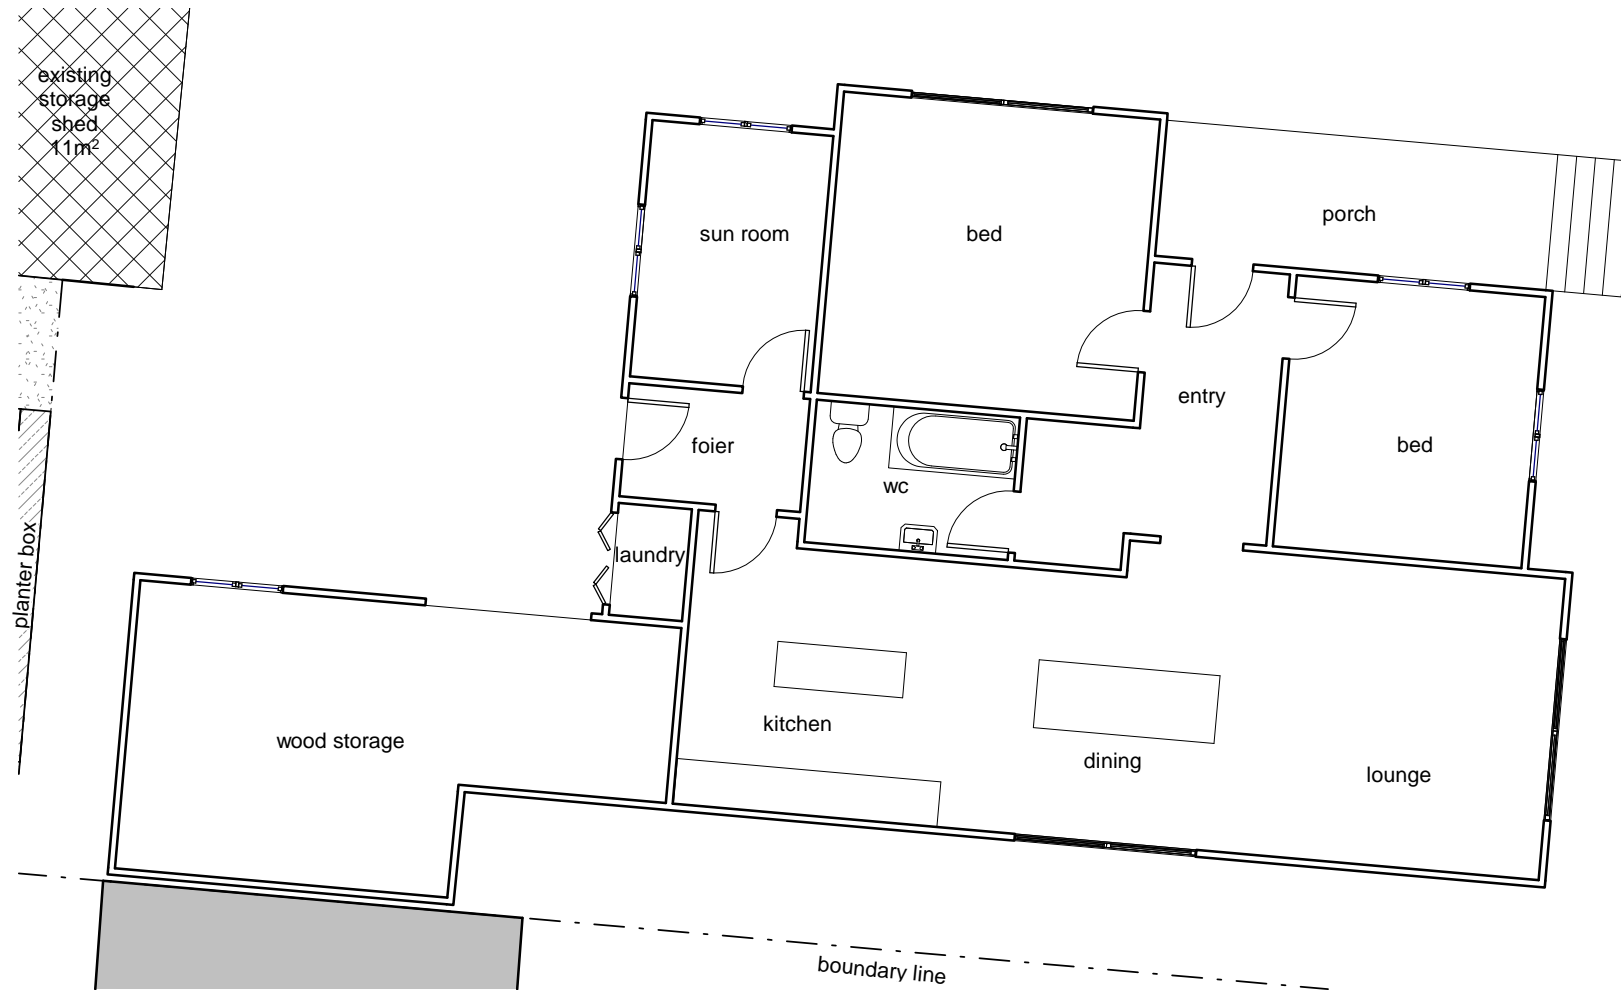 existing
storage
shed
11m²
sun room
bed
porch
entry
foier
bed
wc
laundry
planter box
kitchen
wood storage
dining
lounge
boundary line